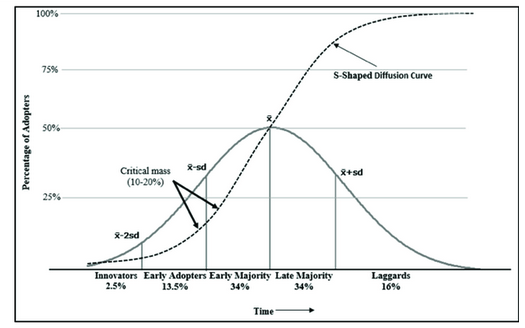 100%
75%
50%
25%
Percentage of Adopters
S-Shaped Diffusion Curve
x̄
x̄-sd
x̄+sd
Critical mass
(10-20%)
x̄-2sd
Innovators Early Adopters Early Majority Late Majority Laggards
2.5% 13.5% 34% 34% 16%
Time